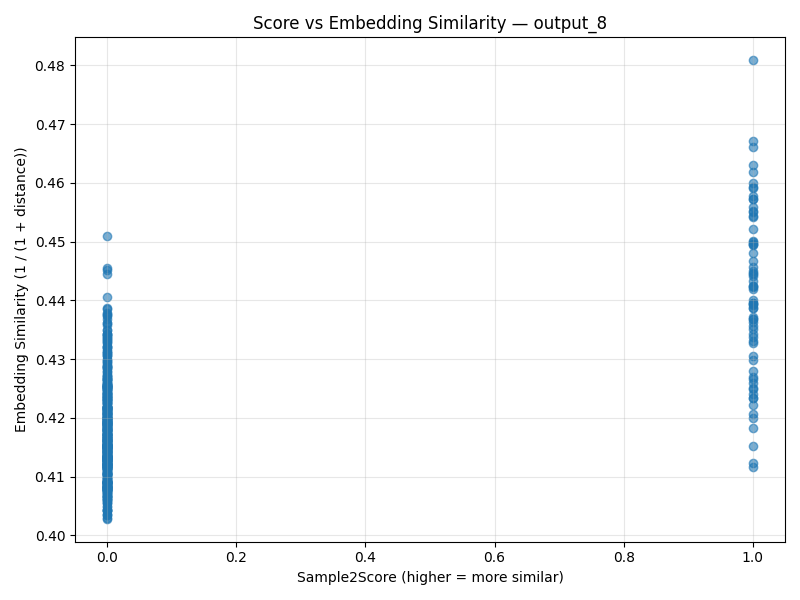 Score vs Embedding Similarity — output_8
Embedding Similarity (1 / (1 + distance))
0.48
0.47
0.46
0.45
0.44
0.43
0.42
0.41
0.40
0.0 0.2 0.4 0.6 0.8 1.0
Sample2Score (higher = more similar)